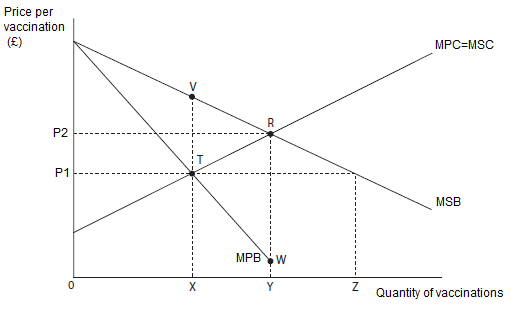 Price per
vaccination
(£)
MPC=MSC
V
R
P2
T
P1
MSB
MPB
W
0
X
Y
Z
Quantity of vaccinations